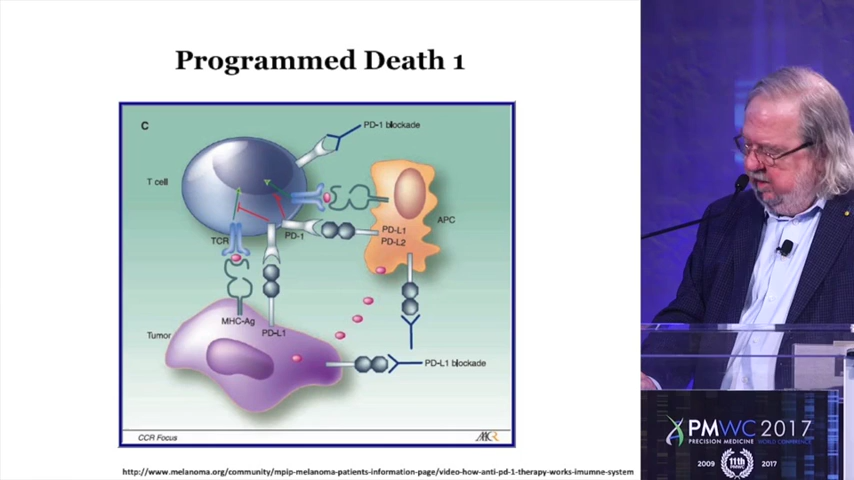 Programmed Death 1
C
PD-1 blockade
T cell
APC
PD-L1
PD-L2
TCR
PD-1
MHC-Ag
PD-L1
Tumor
PD-L1 blockade
CCR Focus
http://www.melanoma.org/community/mpip-melanoma-patients-information-page/video-how-anti-pd-1-therapy-works-imumne-system
PMWC 2017
PRECISION MEDICINE WORLD CONFERENCE
2009
11th
PMWC
2017